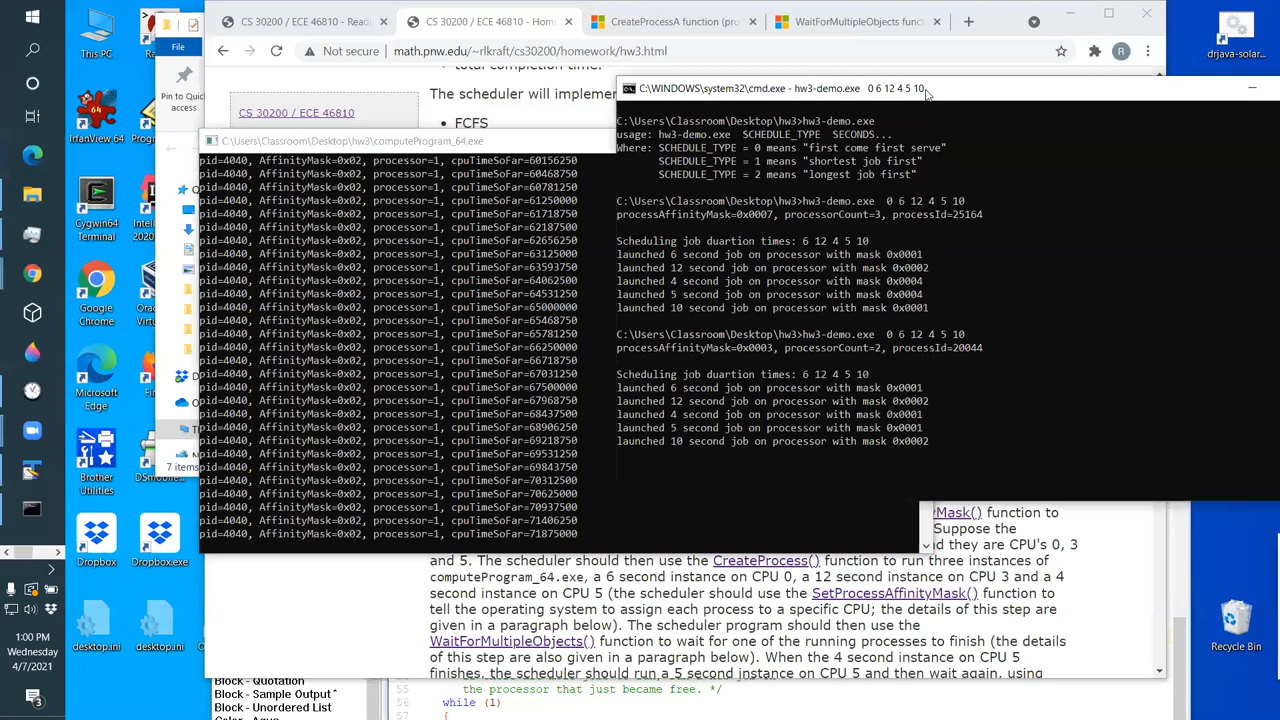 CS 30200 / ECE 46810 - Readi
CS 30200 / ECE 46810 - Hom
CreateProcessA function (pro
WaitForMultipleObjects funct
Not secure
math.pnw.edu/~rlkraft/cs30200/homework/hw3.html
R
File
Pin to Quick
access
total completion time.
The scheduler will implemen
CS 30200 / ECE 46810
FCFS
C:\Users\Classroom\Desktop\hw3\computeProgram_64.exe
pid=4040, AffinityMask=0x02, processor=1, cpuTimeSoFar=60156250
pid=4040, AffinityMask=0x02, processor=1, cpuTimeSoFar=60468750
pid=4040, AffinityMask=0x02, processor=1, cpuTimeSoFar=60781250
pid=4040, AffinityMask=0x02, processor=1, cpuTimeSoFar=61250000
pid=4040, AffinityMask=0x02, processor=1, cpuTimeSoFar=61718750
pid=4040, AffinityMask=0x02, processor=1, cpuTimeSoFar=62187500
pid=4040, AffinityMask=0x02, processor=1, cpuTimeSoFar=62656250
pid=4040, AffinityMask=0x02, processor=1, cpuTimeSoFar=63125000
pid=4040, AffinityMask=0x02, processor=1, cpuTimeSoFar=63593750
pid=4040, AffinityMask=0x02, processor=1, cpuTimeSoFar=64062500
pid=4040, AffinityMask=0x02, processor=1, cpuTimeSoFar=64531250
pid=4040, AffinityMask=0x02, processor=1, cpuTimeSoFar=65000000
pid=4040, AffinityMask=0x02, processor=1, cpuTimeSoFar=65468750
pid=4040, AffinityMask=0x02, processor=1, cpuTimeSoFar=65781250
pid=4040, AffinityMask=0x02, processor=1, cpuTimeSoFar=66250000
pid=4040, AffinityMask=0x02, processor=1, cpuTimeSoFar=66718750
pid=4040, AffinityMask=0x02, processor=1, cpuTimeSoFar=67031250
pid=4040, AffinityMask=0x02, processor=1, cpuTimeSoFar=67500000
pid=4040, AffinityMask=0x02, processor=1, cpuTimeSoFar=67968750
pid=4040, AffinityMask=0x02, processor=1, cpuTimeSoFar=68437500
pid=4040, AffinityMask=0x02, processor=1, cpuTimeSoFar=68906250
pid=4040, AffinityMask=0x02, processor=1, cpuTimeSoFar=69218750
pid=4040, AffinityMask=0x02, processor=1, cpuTimeSoFar=69531250
pid=4040, AffinityMask=0x02, processor=1, cpuTimeSoFar=69843750
pid=4040, AffinityMask=0x02, processor=1, cpuTimeSoFar=70312500
pid=4040, AffinityMask=0x02, processor=1, cpuTimeSoFar=70625000
pid=4040, AffinityMask=0x02, processor=1, cpuTimeSoFar=70937500
pid=4040, AffinityMask=0x02, processor=1, cpuTimeSoFar=71406250
pid=4040, AffinityMask=0x02, processor=1, cpuTimeSoFar=71875000
C:\WINDOWS\system32\cmd.exe - hw3-demo.exe 0 6 12 4 5 10
C:\Users\Classroom\Desktop\hw3>hw3-demo.exe
usage: hw3-demo.exe SCHEDULE_TYPE SECONDS...
Where: SCHEDULE_TYPE = 0 means "first come first serve"
SCHEDULE_TYPE = 1 means "shortest job first"
SCHEDULE_TYPE = 2 means "longest job first"
C:\Users\Classroom\Desktop\hw3>hw3-demo.exe 0 6 12 4 5 10
processAffinityMask=0x0007, processorCount=3, processId=25164
Scheduling job duartion times: 6 12 4 5 10
launched 6 second job on processor with mask 0x0001
launched 12 second job on processor with mask 0x0002
launched 4 second job on processor with mask 0x0004
launched 5 second job on processor with mask 0x0004
launched 10 second job on processor with mask 0x0001
C:\Users\Classroom\Desktop\hw3>hw3-demo.exe 0 6 12 4 5 10
processAffinityMask=0x0003, processorCount=2, processId=20044
Scheduling job duartion times: 6 12 4 5 10
launched 6 second job on processor with mask 0x0001
launched 12 second job on processor with mask 0x0002
launched 4 second job on processor with mask 0x0001
launched 5 second job on processor with mask 0x0001
launched 10 second job on processor with mask 0x0002
yMask() function to
Suppose the
d they are CPU's 0, 3
and 5. The scheduler should then use the CreateProcess() function to run three instances of
computeProgram_64.exe, a 6 second instance on CPU 0, a 12 second instance on CPU 3 and a 4
second instance on CPU 5 (the scheduler should use the SetProcessAffinityMask() function to
tell the operating system to assign each process to a specific CPU; the details of this step are
given in a paragraph below). The scheduler program should then use the
WaitForMultipleObjects() function to wait for one of the running processes to finish (the details
of this step are also given in a paragraph below). When the 4 second instance on CPU 5
finishes, the scheduler should run a 5 second instance on CPU 5 and then wait again, using
Block - Quotation
Block - Sample Output *
Block - Unordered List
55 the processor that just became free. */
56 while (1)
57 {
7 items
This PC
IrfanView 64
Cygwin64
Terminal
Google
Chrome
Microsoft
Edge
Brother
Utilities
Dropbox
Dropbox.exe
desktop.ini
desktop.ini
drjava-solar...
Recycle Bin
1:00 PM
Wednesday
4/7/2021
3